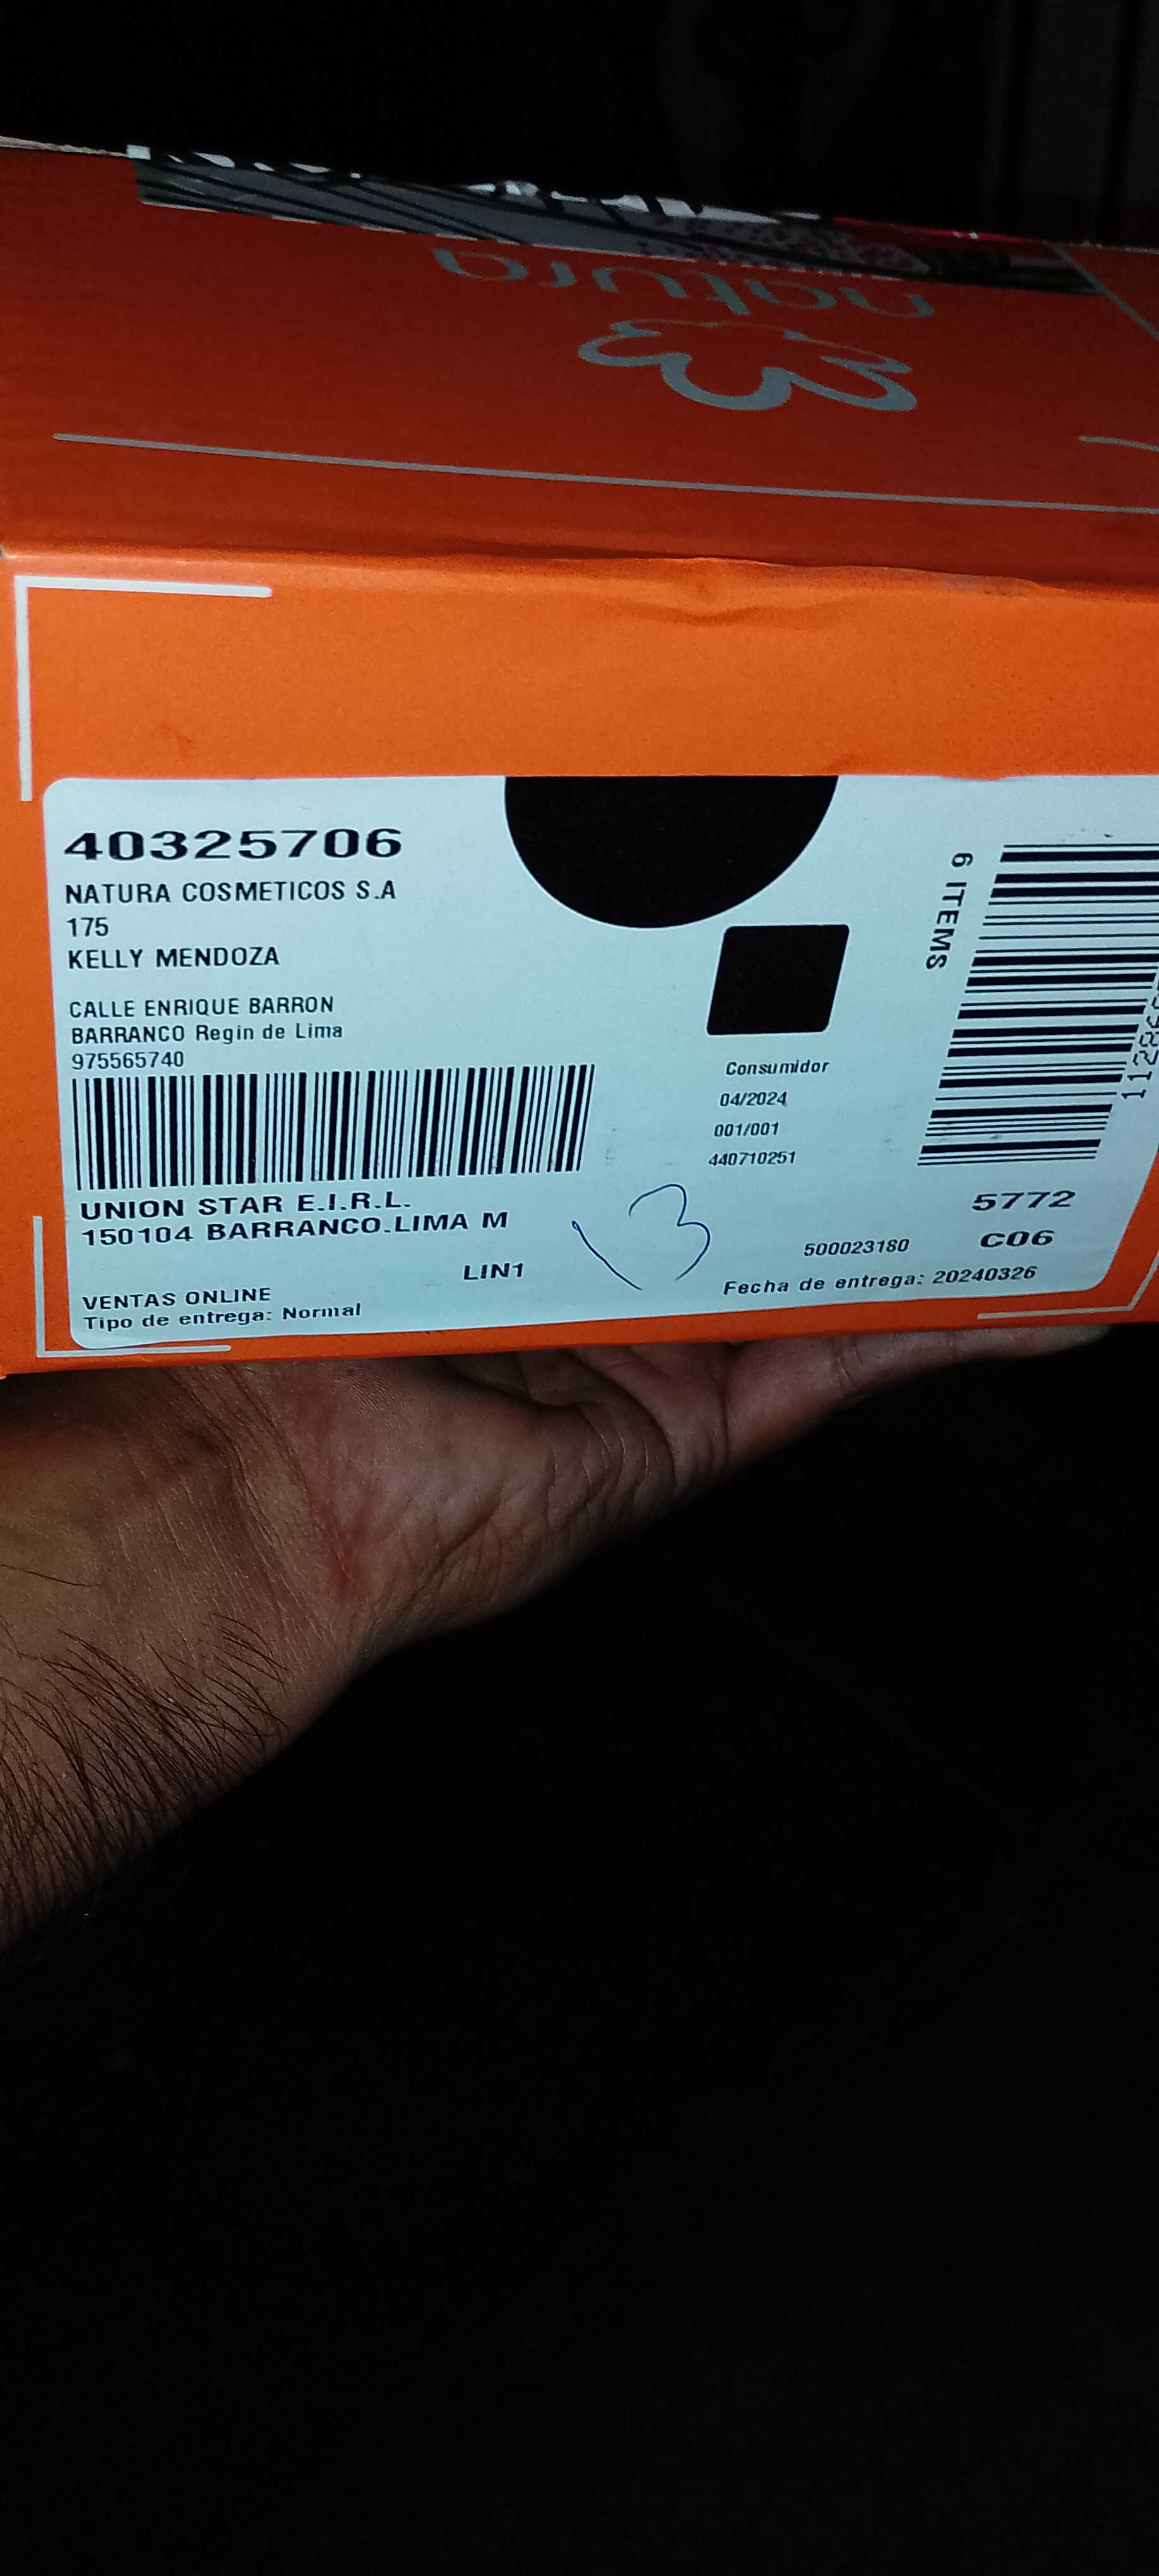 natura
40325706
NATURA COSMETICOS S.A
175
KELLY MENDOZA
CALLE ENRIQUE BARRON
BARRANCO Regin de Lima
975565740
UNION STAR E.I.R.L.
150104 BARRANCO.LIMA M
LIN1
VENTAS ONLINE
Tipo de entrega: Normal
Consumidor
04/2024
001/001
440710251
13
6 ITEMS
5772
500023180 C06
Fecha de entrega: 20240326